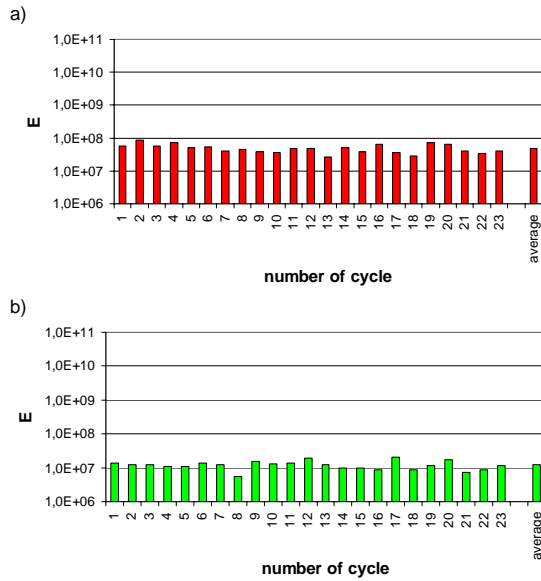 a)
1,0E+11
1,0E+10
1,0E+09
1,0E+08
1,0E+07
1,0E+06
E
1 2 3 4 5 6 7 8 9 10 11 12 13 14 15 16 17 18 19 20 21 22 23 average
number of cycle
b)
1,0E+11
1,0E+10
1,0E+09
1,0E+08
1,0E+07
1,0E+06
E
1 2 3 4 5 6 7 8 9 10 11 12 13 14 15 16 17 18 19 20 21 22 23 average
number of cycle